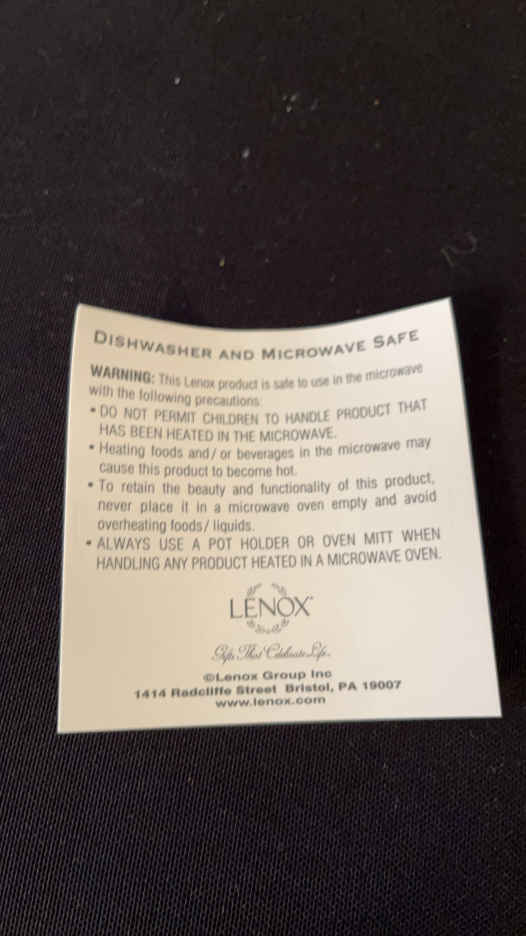 DISHWASHER AND MICROWAVE SAFE
WARNING: This Lenox product is safe to use in the microwave
with the following precautions:
• DO NOT PERMIT CHILDREN TO HANDLE PRODUCT THAT
HAS BEEN HEATED IN THE MICROWAVE.
• Heating foods and / or beverages in the microwave may
cause this product to become hot.
• To retain the beauty and functionality of this product,
never place it in a microwave oven empty and avoid
overheating foods / liquids.
• ALWAYS USE A POT HOLDER OR OVEN MITT WHEN
HANDLING ANY PRODUCT HEATED IN A MICROWAVE OVEN.
LENOX®
Gifts That Celebrate Life.
©Lenox Group Inc
1414 Radcliffe Street Bristol, PA 19007
www.lenox.com